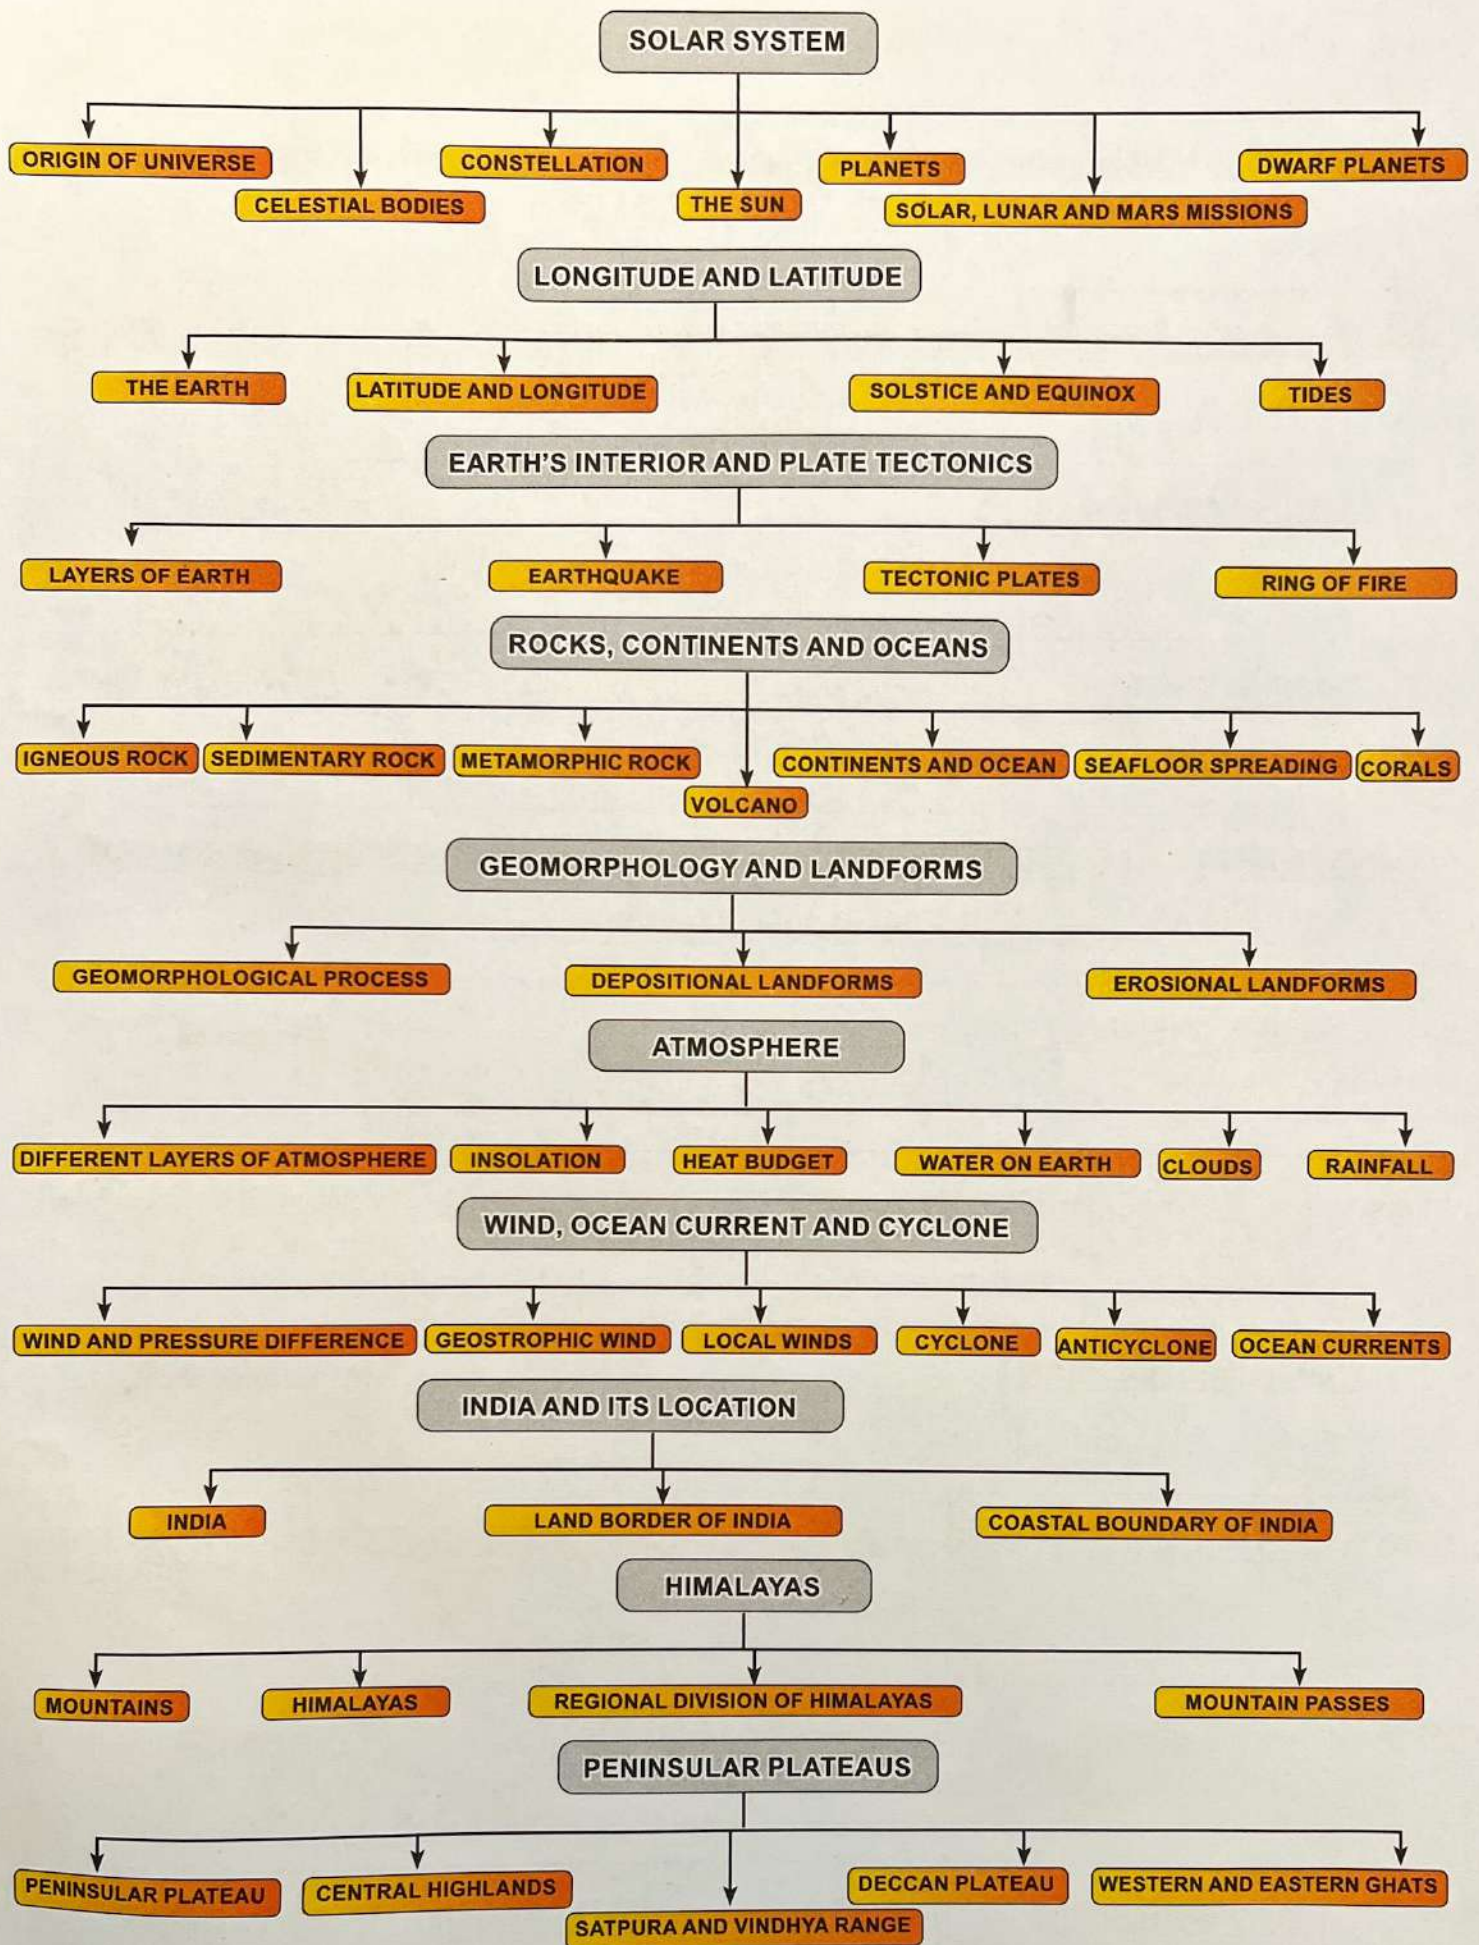 SOLAR SYSTEM
ORIGIN OF UNIVERSE
CELESTIAL BODIES
CONSTELLATION
THE SUN
PLANETS
SOLAR, LUNAR AND MARS MISSIONS
DWARF PLANETS
LONGITUDE AND LATITUDE
THE EARTH
LATITUDE AND LONGITUDE
SOLSTICE AND EQUINOX
TIDES
EARTH'S INTERIOR AND PLATE TECTONICS
LAYERS OF EARTH
EARTHQUAKE
TECTONIC PLATES
RING OF FIRE
ROCKS, CONTINENTS AND OCEANS
IGNEOUS ROCK
SEDIMENTARY ROCK
METAMORPHIC ROCK
VOLCANO
CONTINENTS AND OCEAN
SEAFLOOR SPREADING
CORALS
GEOMORPHOLOGY AND LANDFORMS
GEOMORPHOLOGICAL PROCESS
DEPOSITIONAL LANDFORMS
EROSIONAL LANDFORMS
ATMOSPHERE
DIFFERENT LAYERS OF ATMOSPHERE
INSOLATION
HEAT BUDGET
WATER ON EARTH
CLOUDS
RAINFALL
WIND, OCEAN CURRENT AND CYCLONE
WIND AND PRESSURE DIFFERENCE
GEOSTROPHIC WIND
LOCAL WINDS
CYCLONE
ANTICYCLONE
OCEAN CURRENTS
INDIA AND ITS LOCATION
INDIA
LAND BORDER OF INDIA
COASTAL BOUNDARY OF INDIA
HIMALAYAS
MOUNTAINS
HIMALAYAS
REGIONAL DIVISION OF HIMALAYAS
MOUNTAIN PASSES
PENINSULAR PLATEAUS
PENINSULAR PLATEAU
CENTRAL HIGHLANDS
SATPURA AND VINDHYA RANGE
DECCAN PLATEAU
WESTERN AND EASTERN GHATS